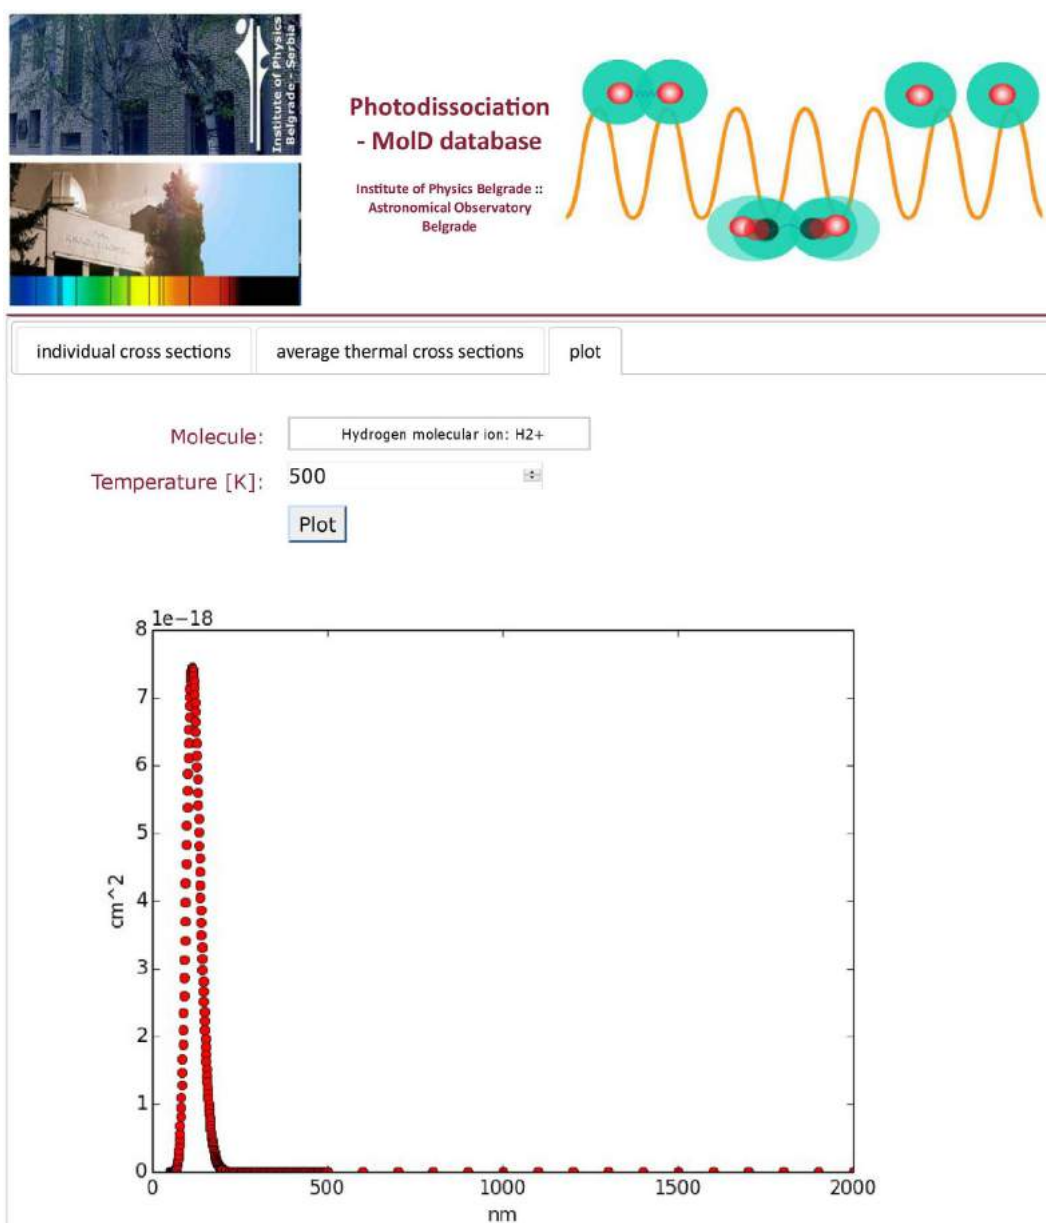 Institute of Physics
Belgrade - Serbia
Photodissociation
- MolD database
Institute of Physics Belgrade ::
Astronomical Observatory
Belgrade
individual cross sections
average thermal cross sections
plot
Molecule:
Hydrogen molecular ion: H2+
Temperature [K]:
500
Plot
1e−18
8
7
6
5
4
3
2
1
0
cm^2
0
500
1000
1500
2000
nm